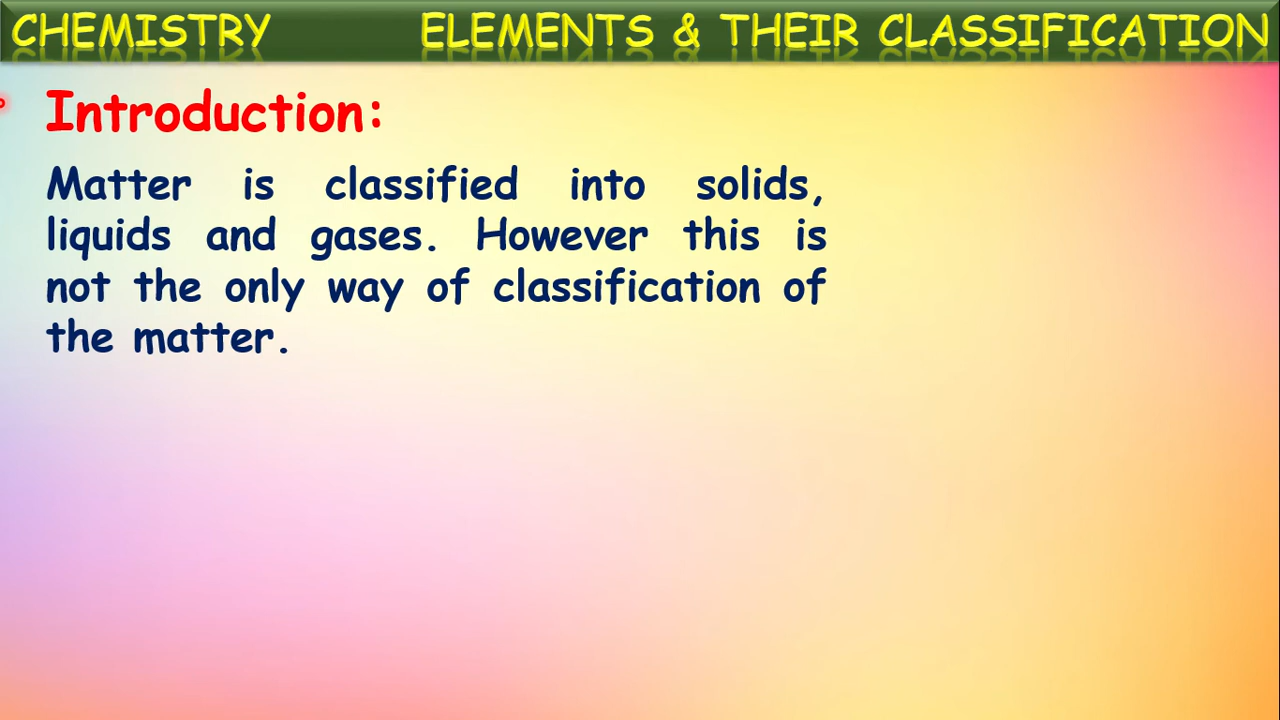 CHEMISTRY ELEMENTS & THEIR CLASSIFICATION
Introduction:
Matter is classified into solids,
liquids and gases. However this is
not the only way of classification of
the matter.